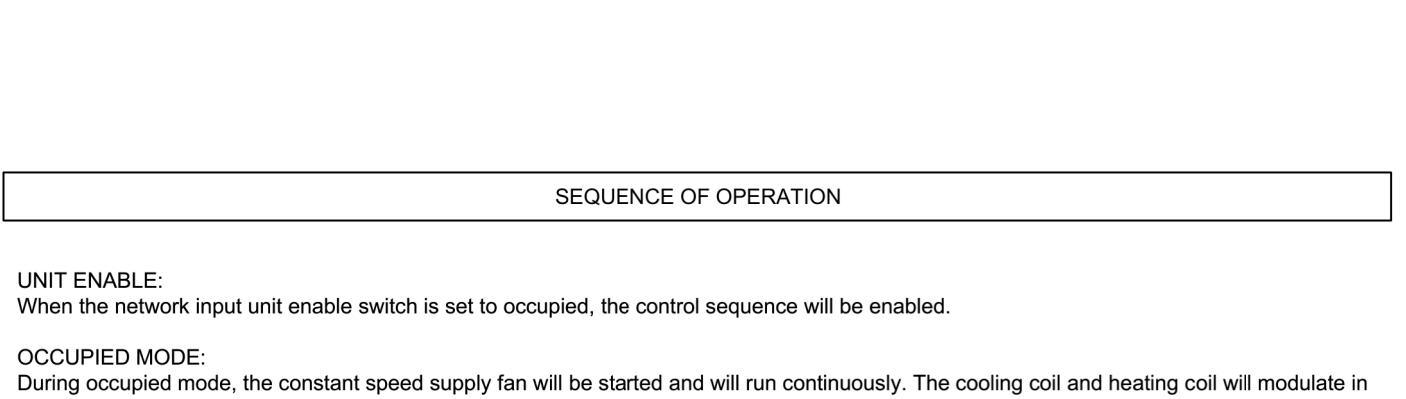 SEQUENCE OF OPERATION
UNIT ENABLE:
When the network input unit enable switch is set to occupied, the control sequence will be enabled.
OCCUPIED MODE:
During occupied mode, the constant speed supply fan will be started and will run continuously. The cooling coil and heating coil will modulate in